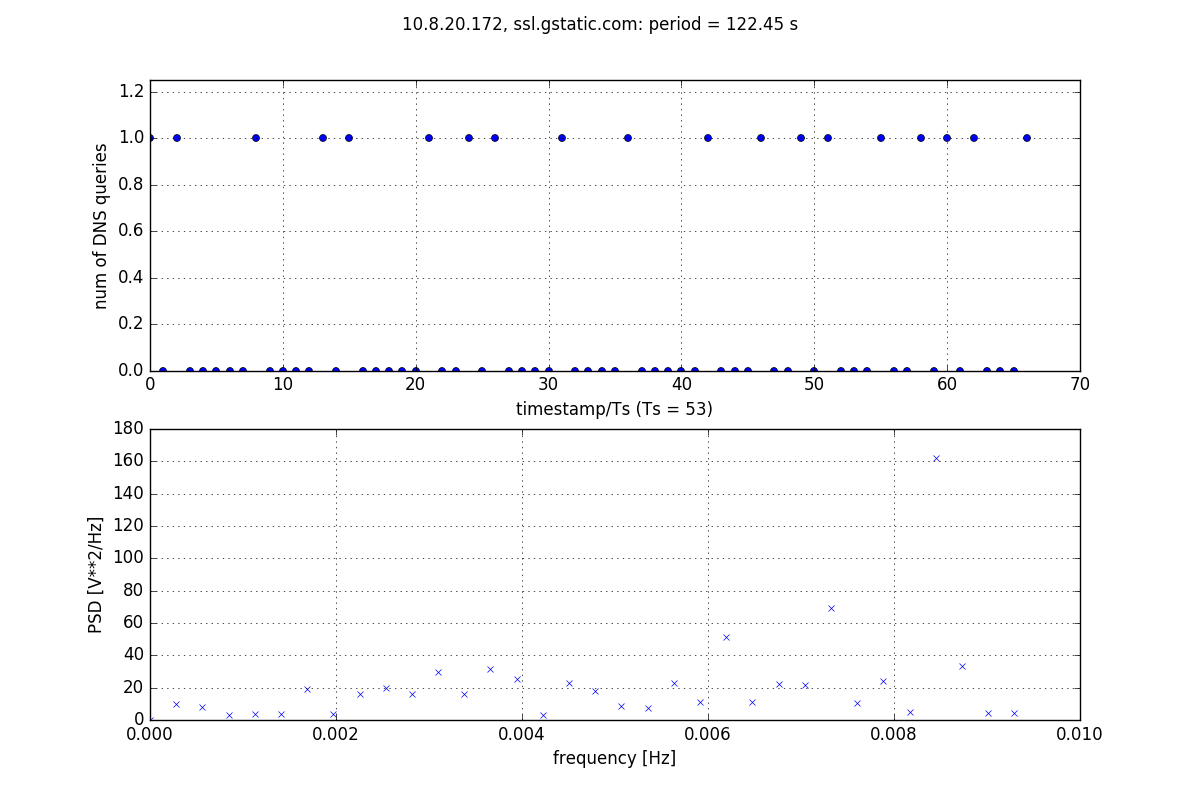 10.8.20.172, ssl.gstatic.com: period = 122.45 s
1.2
1.0
0.8
0.6
0.4
0.2
0.0
num of DNS queries
0 10 20 30 40 50 60 70
timestamp/Ts (Ts = 53)
180
160
140
120
100
80
60
40
20
0
PSD [V**2/Hz]
0.000 0.002 0.004 0.006 0.008 0.010
frequency [Hz]